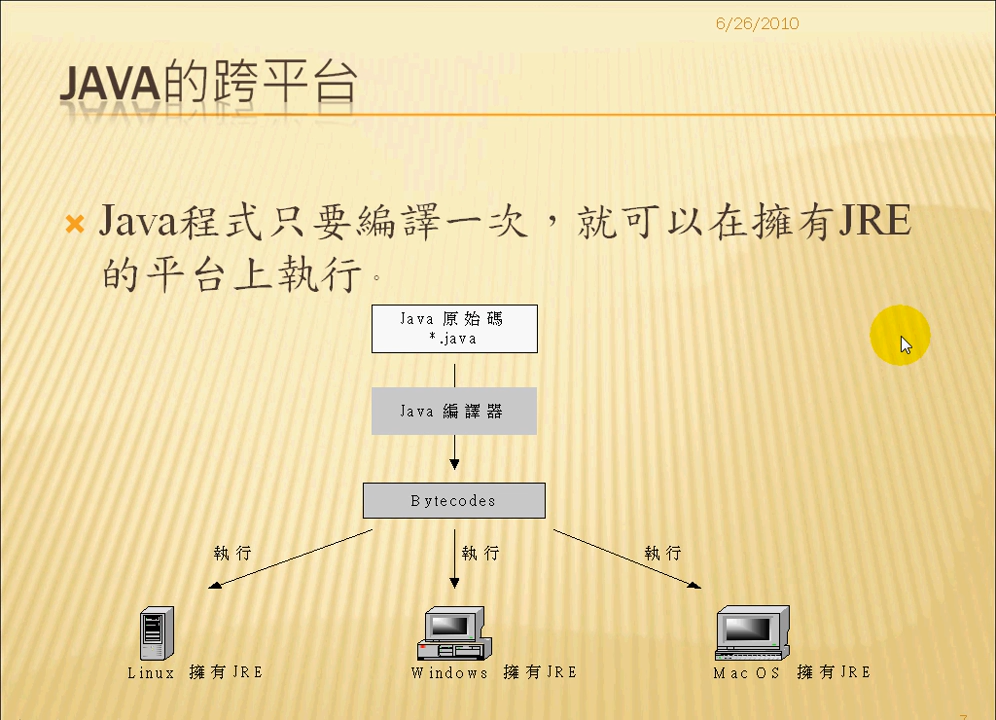 6/26/2010
JAVA的跨平台
Java程式只要編譯一次，就可以在擁有JRE
的平台上執行。
Java 原始碼
*.java
Java 編譯器
Bytecodes
執行 執行 執行
Linux 擁有JRE Windows 擁有JRE Mac OS 擁有JRE
7